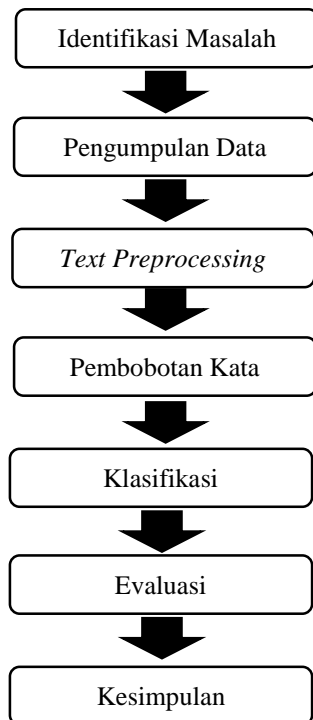 Identifikasi Masalah
Pengumpulan Data
Text Preprocessing
Pembobotan Kata
Klasifikasi
Evaluasi
Kesimpulan